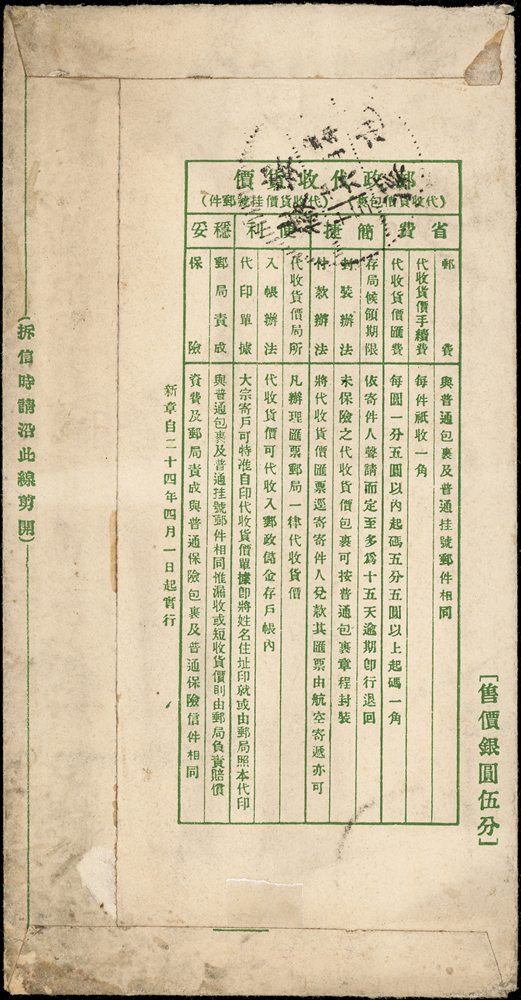 郵政代收貨價
(代收貨價包裹)(代收貨價挂號郵件)
省費
郵費 與普通包裹及普通挂號郵件相同
代收貨價手續費 每件祇收一角
代收貨價匯費 每圓一分五圓以內起碼五分五圓以上起碼一角
簡捷
存局候領期限 依寄件人聲請而定至多爲十五天逾期卽行退回
封裝辦法 未保險之代收貨價包裹可按普通包裹章程封裝
付款辦法 將代收貨價匯票逕寄寄件人兌款其匯票由航空寄遞亦可
便利
代收貨價局所 凡辦理匯票郵局一律代收貨價
入帳辦法 代收貨價可代收入郵政儲金存戶帳內
代印單據 大宗寄戶可特准自印代收貨價單據卽將姓名住址印就或由郵局照本代印
穩妥
郵局責成 與普通包裹及普通挂號郵件相同惟漏收或短收貨價則由郵局負責賠償
保險 資費及郵局責成與普通保險包裹及普通保險信件相同
新章自二十四年四月一日起實行
[售價銀圓伍分]
(拆信時請沿此線剪開)